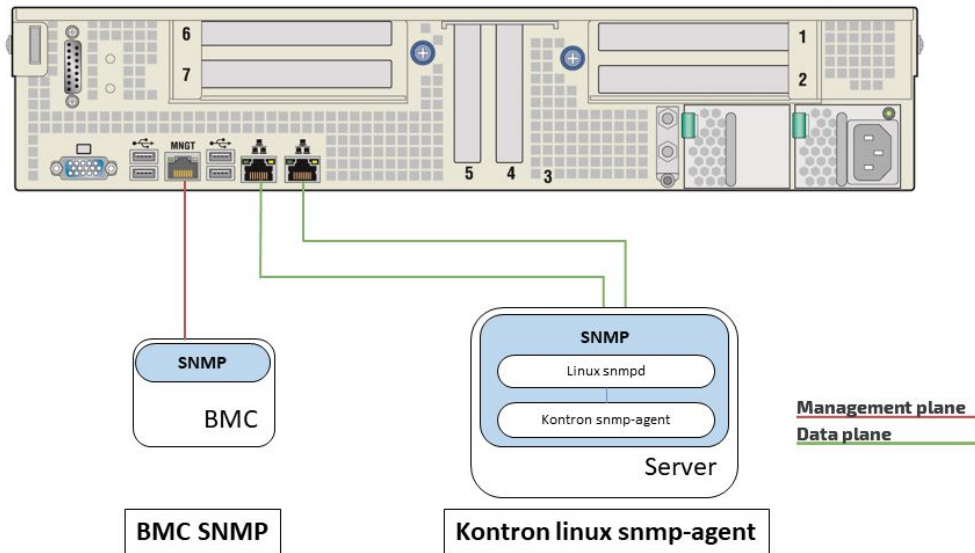 6
1
7
2
MNGT
5
4
3
SNMP
BMC
SNMP
Linux snmpd
Kontron snmp-agent
Server
Management plane
Data plane
BMC SNMP
Kontron linux snmp-agent